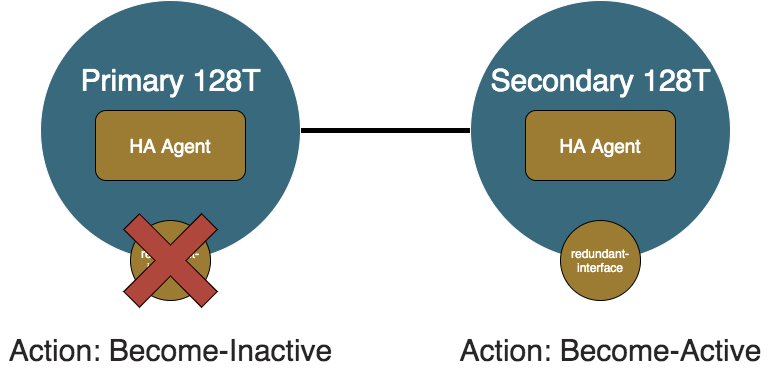 Primary 128T
Secondary 128T
HA Agent
HA Agent
redundant-
interface
Action: Become-Inactive
Action: Become-Active